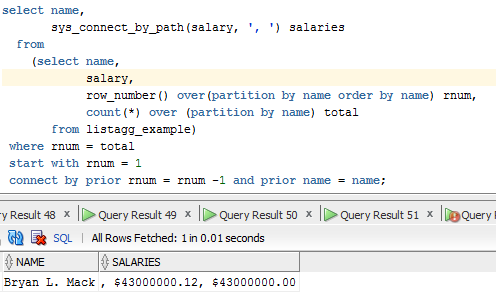 select name,
sys_connect_by_path(salary, ', ') salaries
from
(select name,
salary,
row_number() over(partition by name order by name) rnum,
count(*) over (partition by name) total
from listagg_example)
where rnum = total
start with rnum = 1
connect by prior rnum = rnum -1 and prior name = name;
ry Result 48 x Query Result 49 x Query Result 50 x Query Result 51 x Query
SQL | All Rows Fetched: 1 in 0.01 seconds
NAME SALARIES
Bryan L. Mack , $43000000.12, $43000000.00